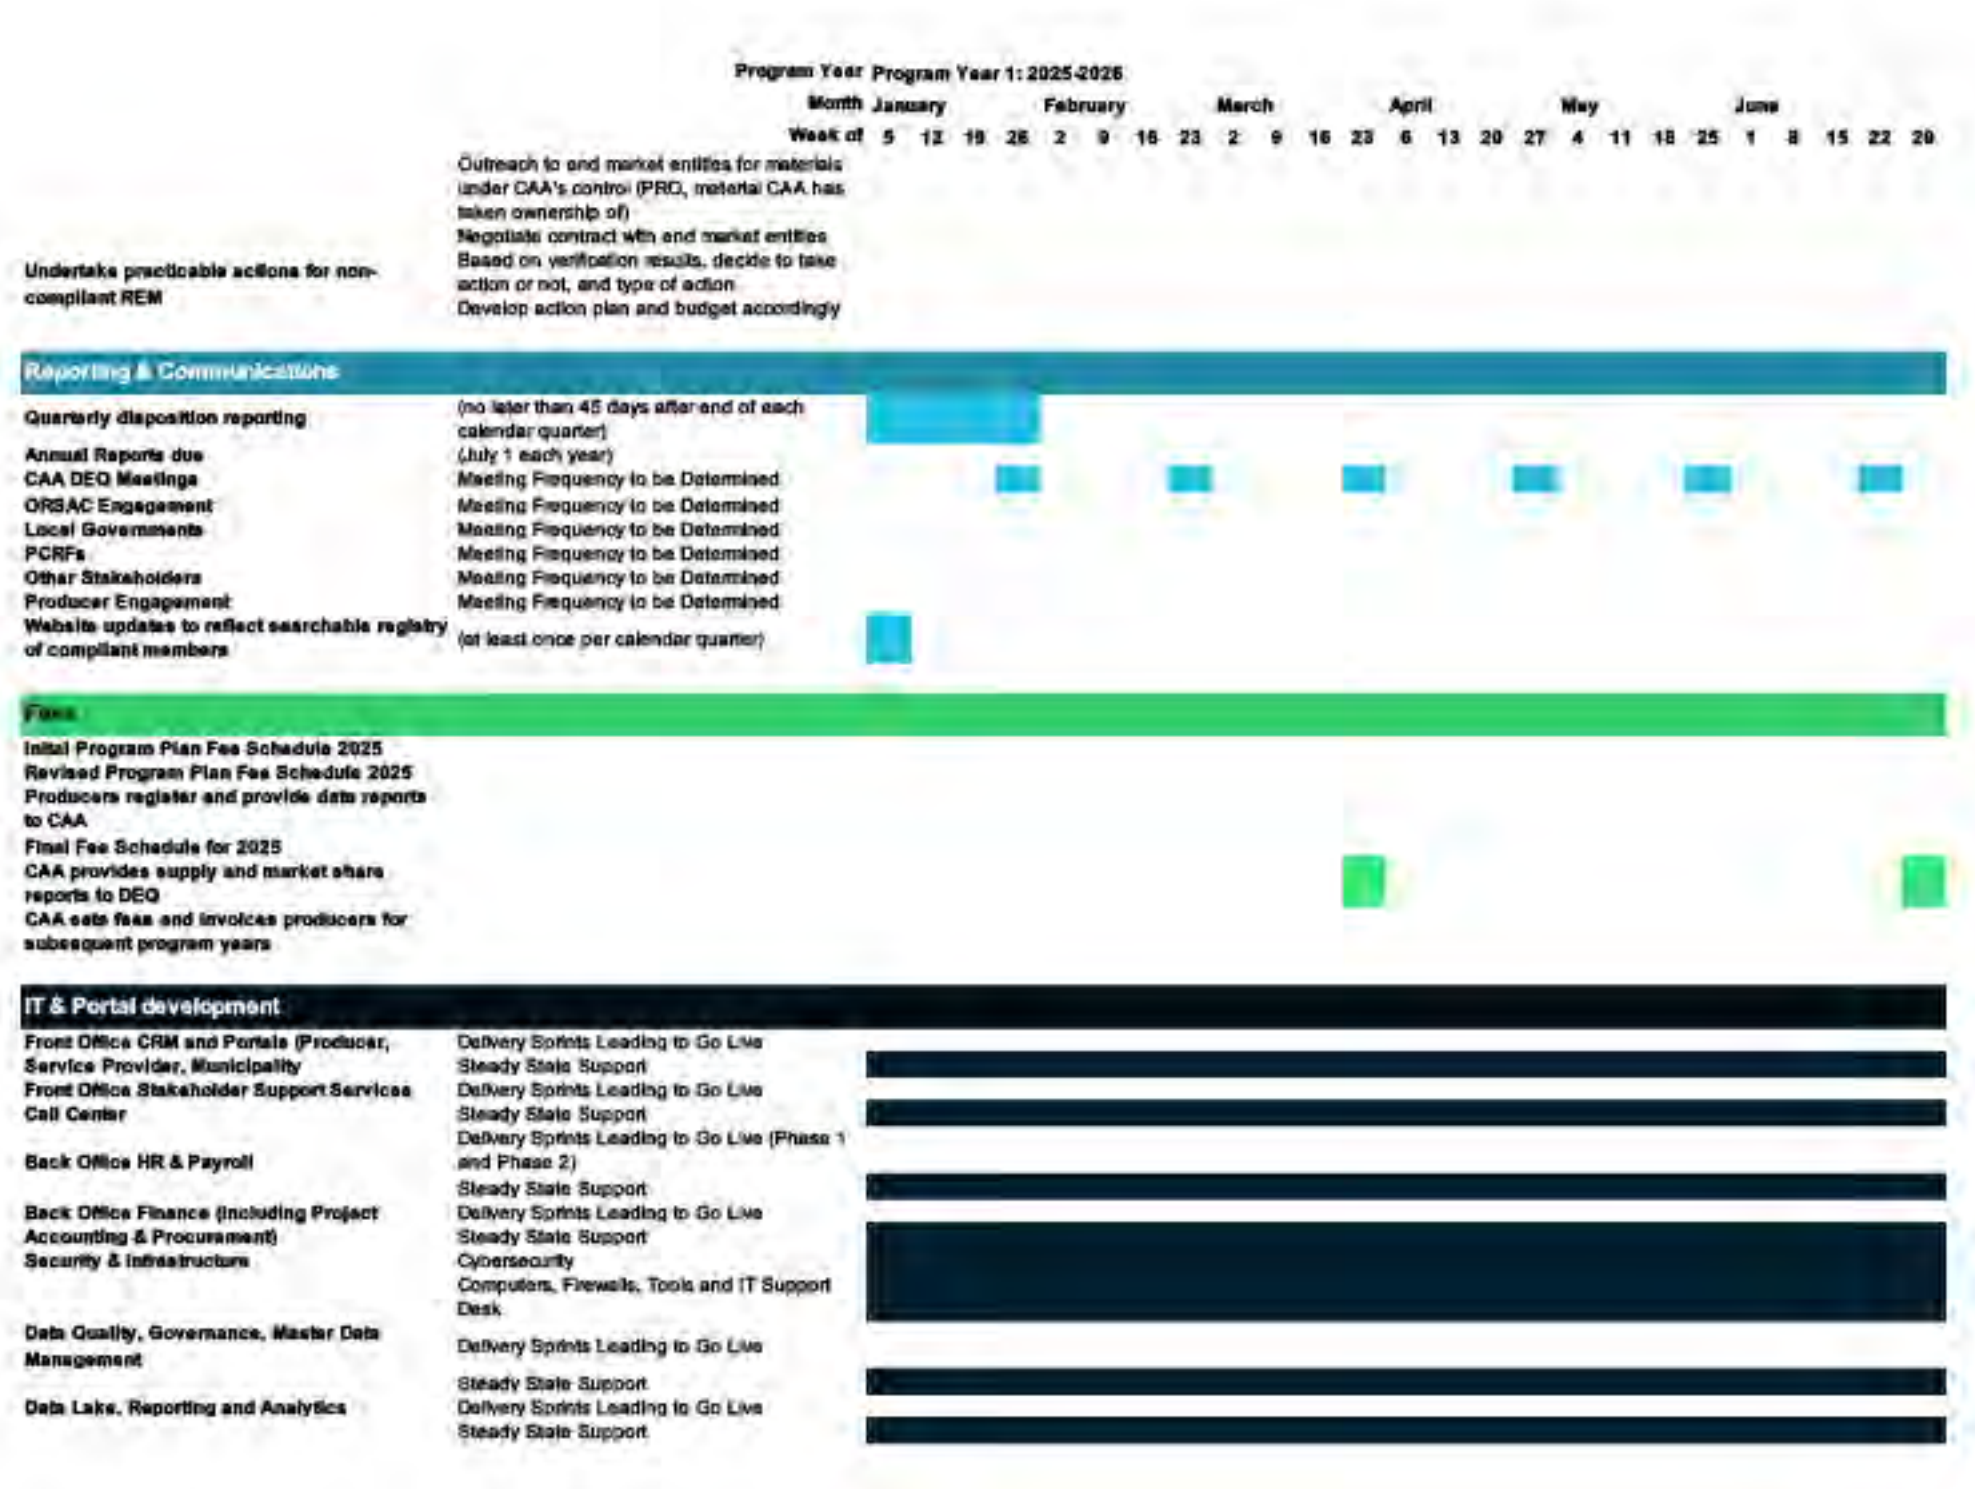 Program Year Program Year 1: 2025-2026
Month January February March April May June
Week of 5 12 19 26 2 9 16 23 2 9 16 23 6 13 20 27 4 11 18 25 1 8 15 22 29
Outreach to end market entities for materials
under CAA's control (PRO, material CAA has
taken ownership of)
Negotiate contract with end market entities
Undertake practicable actions for non-
compliant REM
Based on verification results, decide to take
action or not, and type of action
Develop action plan and budget accordingly
Reporting & Communications
Quarterly disposition reporting
(no later than 45 days after end of each
calendar quarter)
Annual Reports due (July 1 each year)
CAA DEQ Meetings Meeting Frequency to be Determined
ORSAC Engagement Meeting Frequency to be Determined
Local Governments Meeting Frequency to be Determined
PCRFs Meeting Frequency to be Determined
Other Stakeholders Meeting Frequency to be Determined
Producer Engagement Meeting Frequency to be Determined
Website updates to reflect searchable registry
of compliant members
(at least once per calendar quarter)
Fees
Inital Program Plan Fee Schedule 2025
Revised Program Plan Fee Schedule 2025
Producers register and provide data reports
to CAA
Final Fee Schedule for 2025
CAA provides supply and market share
reports to DEQ
CAA sets fees and invoices producers for
subsequent program years
IT & Portal development
Front Office CRM and Portals (Producer, Delivery Sprints Leading to Go Live
Service Provider, Municipality Steady State Support
Front Office Stakeholder Support Services Delivery Sprints Leading to Go Live
Call Center Steady State Support
Back Office HR & Payroll
Delivery Sprints Leading to Go Live (Phase 1
and Phase 2)
Steady State Support
Back Office Finance (Including Project Delivery Sprints Leading to Go Live
Accounting & Procurement) Steady State Support
Security & Infrastructure Cybersecurity
Computers, Firewalls, Tools and IT Support
Desk
Data Quality, Governance, Master Data
Management
Delivery Sprints Leading to Go Live
Steady State Support
Data Lake, Reporting and Analytics Delivery Sprints Leading to Go Live
Steady State Support